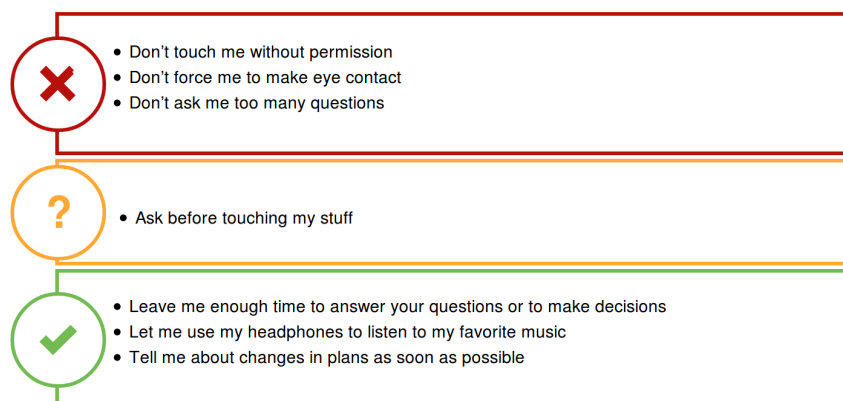 • Don't touch me without permission
• Don't force me to make eye contact
• Don't ask me too many questions
?
• Ask before touching my stuff
• Leave me enough time to answer your questions or to make decisions
• Let me use my headphones to listen to my favorite music
• Tell me about changes in plans as soon as possible